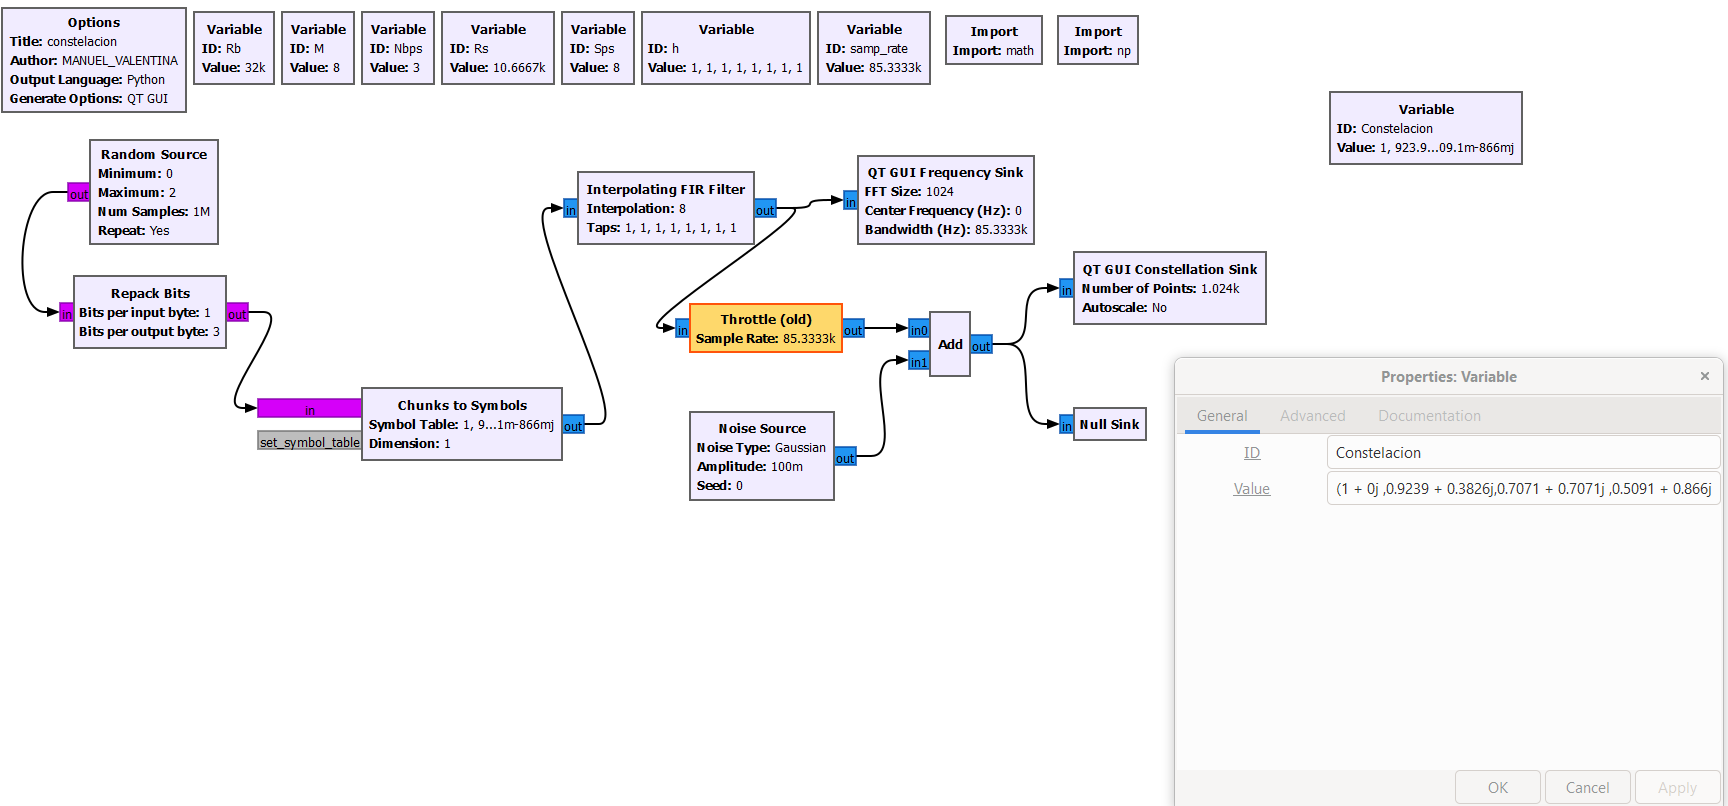 Options
Title: constelacion
Author: MANUEL_VALENTINA
Output Language: Python
Generate Options: QT GUI
Variable
ID: Rb
Value: 32k
Variable
ID: M
Value: 8
Variable
ID: Nbps
Value: 3
Variable
ID: Rs
Value: 10.6667k
Variable
ID: Sps
Value: 8
Variable
ID: h
Value: 1, 1, 1, 1, 1, 1, 1, 1
Variable
ID: samp_rate
Value: 85.3333k
Import
Import: math
Import
Import: np
Variable
ID: Constelacion
Value: 1, 923.9...09.1m-866mj
Random Source
Minimum: 0
Maximum: 2
Num Samples: 1M
Repeat: Yes
out
Repack Bits
Bits per input byte: 1
Bits per output byte: 3
in
out
Chunks to Symbols
Symbol Table: 1, 9...1m-866mj
Dimension: 1
in
set_symbol_table
out
Interpolating FIR Filter
Interpolation: 8
Taps: 1, 1, 1, 1, 1, 1, 1, 1
in
out
QT GUI Frequency Sink
FFT Size: 1024
Center Frequency (Hz): 0
Bandwidth (Hz): 85.3333k
in
Throttle (old)
Sample Rate: 85.3333k
in
out
Noise Source
Noise Type: Gaussian
Amplitude: 100m
Seed: 0
out
Add
in0
in1
out
QT GUI Constellation Sink
Number of Points: 1.024k
Autoscale: No
in
Null Sink
in
Properties: Variable
×
General
Advanced
Documentation
ID
Constelacion
Value
(1 + 0j ,0.9239 + 0.3826j,0.7071 + 0.7071j ,0.5091 + 0.866j
OK
Cancel
Apply